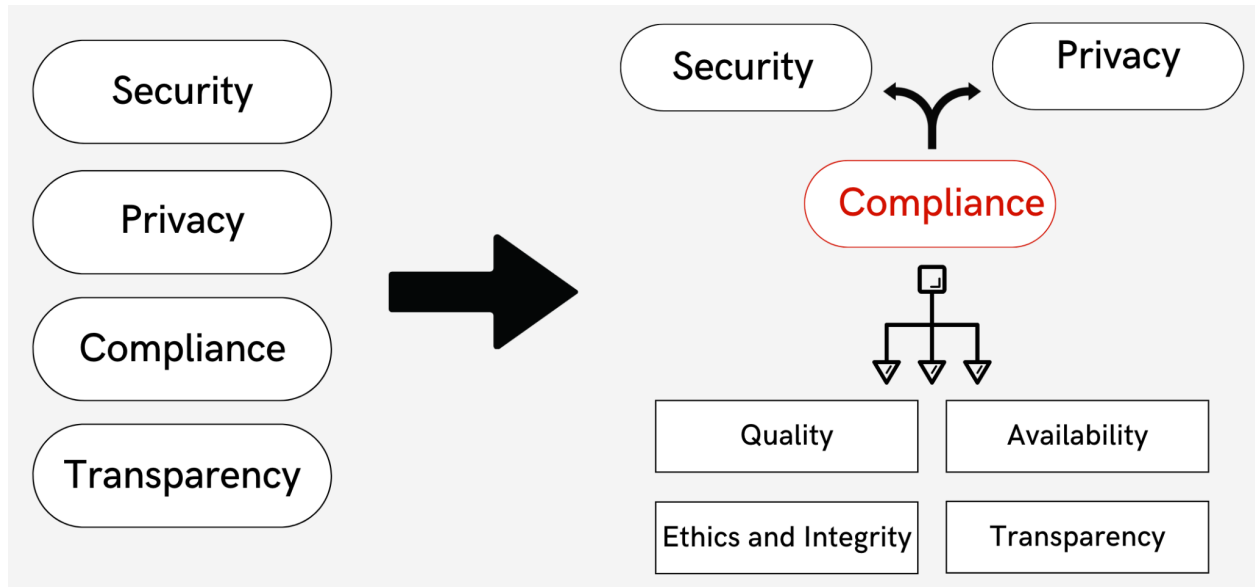 Security
Privacy
Compliance
Transparency
Security
Privacy
Compliance
Quality
Availability
Ethics and Integrity
Transparency